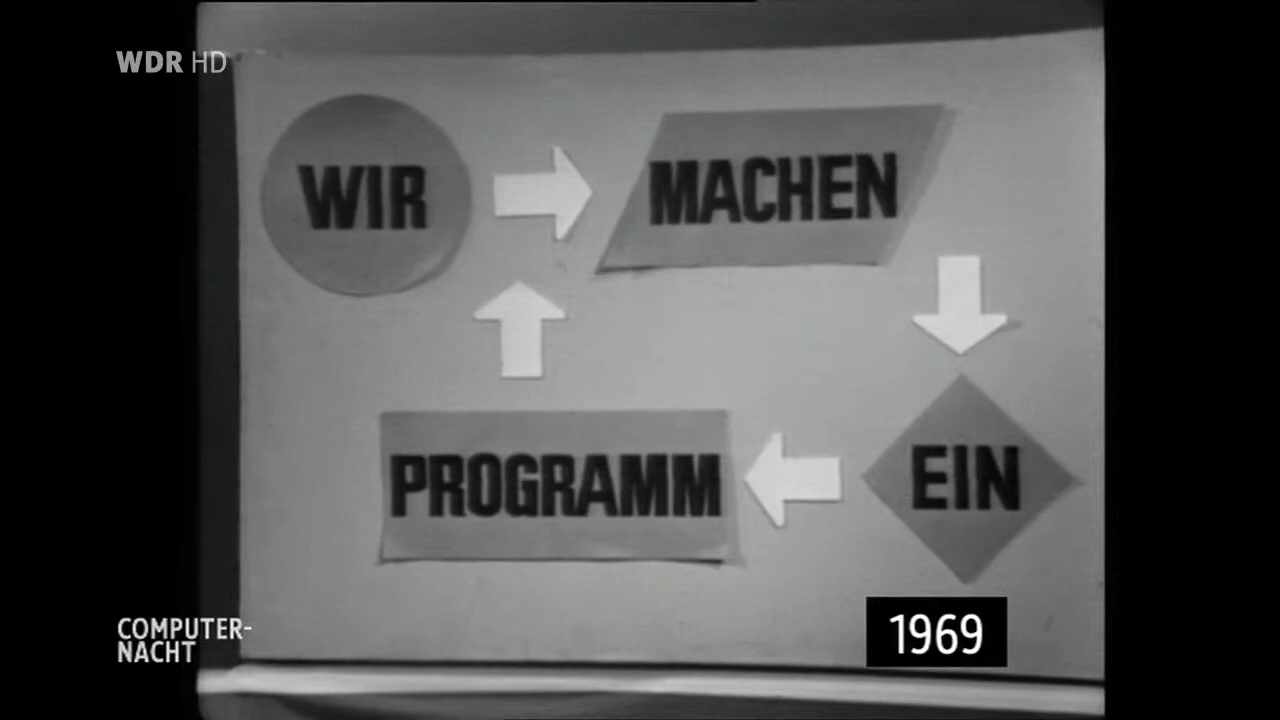 WDR HD
WIR
MACHEN
EIN
PROGRAMM
1969
COMPUTER-
NACHT